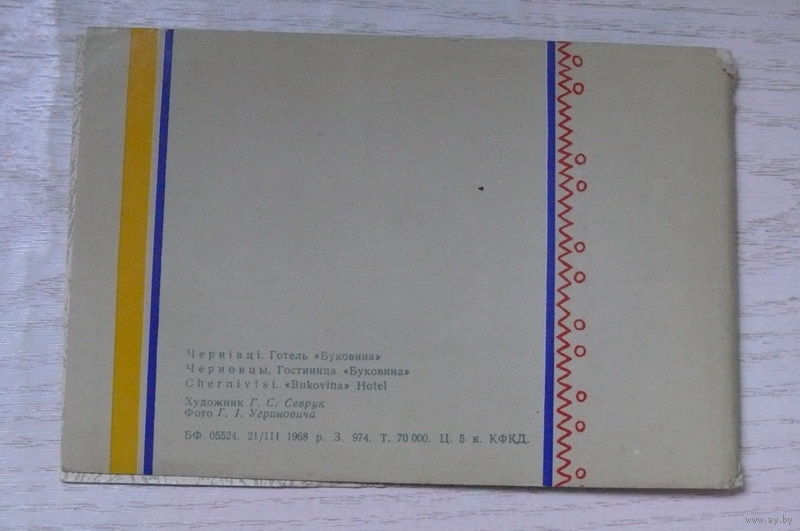 Чернівці. Готель «Буковина»
Черновцы. Гостиница «Буковина»
Chernivtsi. «Bukovina» Hotel
Художник Г. С. Севрук
Фото Г. І. Угриновича
БФ 05524. 21/III 1968 р. З. 974. Т. 70 000. Ц. 5 к. КФКД.
www.ay.by